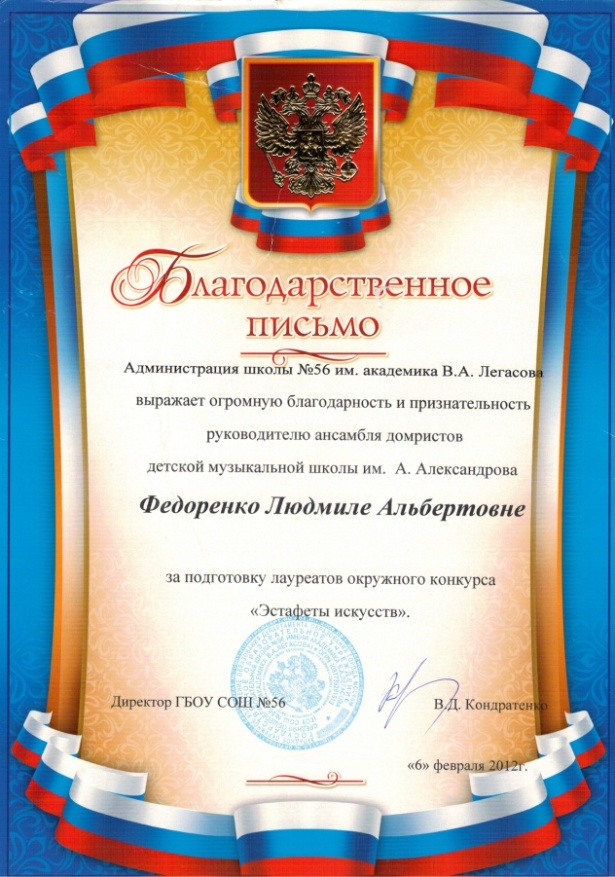 Благодарственное
письмо
Администрация школы №56 им. академика В.А. Легасова
выражает огромную благодарность и признательность
руководителю ансамбля домристов
детской музыкальной школы им. А. Александрова
Федоренко Людмиле Альбертовне
за подготовку лауреатов окружного конкурса
«Эстафеты искусств».
Директор ГБОУ СОШ №56
В.Д. Кондратенко
«6» февраля 2012г.